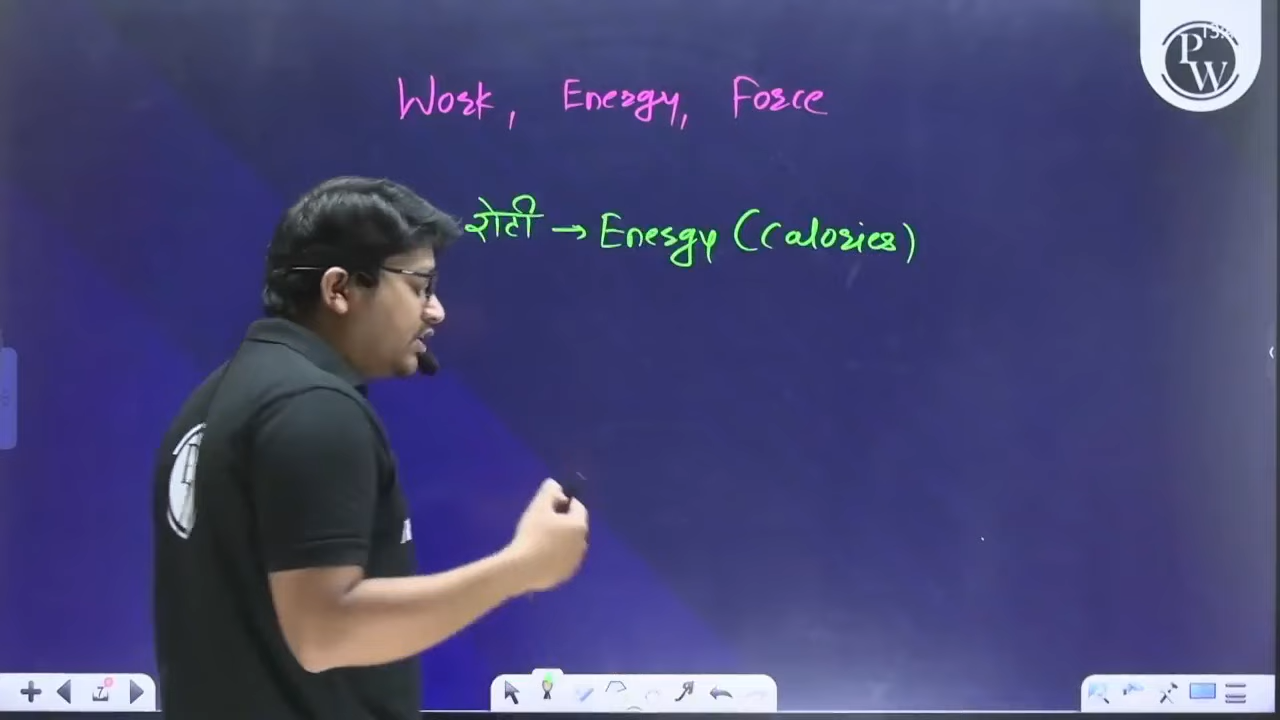 PW
Work, Energy, Force
रोटी → Energy (Calories)